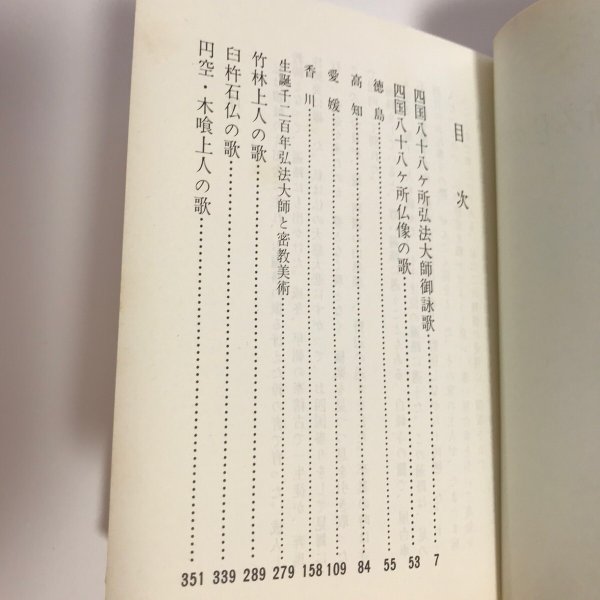 目次
四国八十八ヶ所弘法大師御詠歌 7
四国八十八ヶ所仏像の歌 53
徳島 55
高知 84
愛媛 109
香川 158
生誕千二百年弘法大師と密教美術 279
竹林上人の歌 289
臼杵石仏の歌 339
円空・木喰上人の歌 351